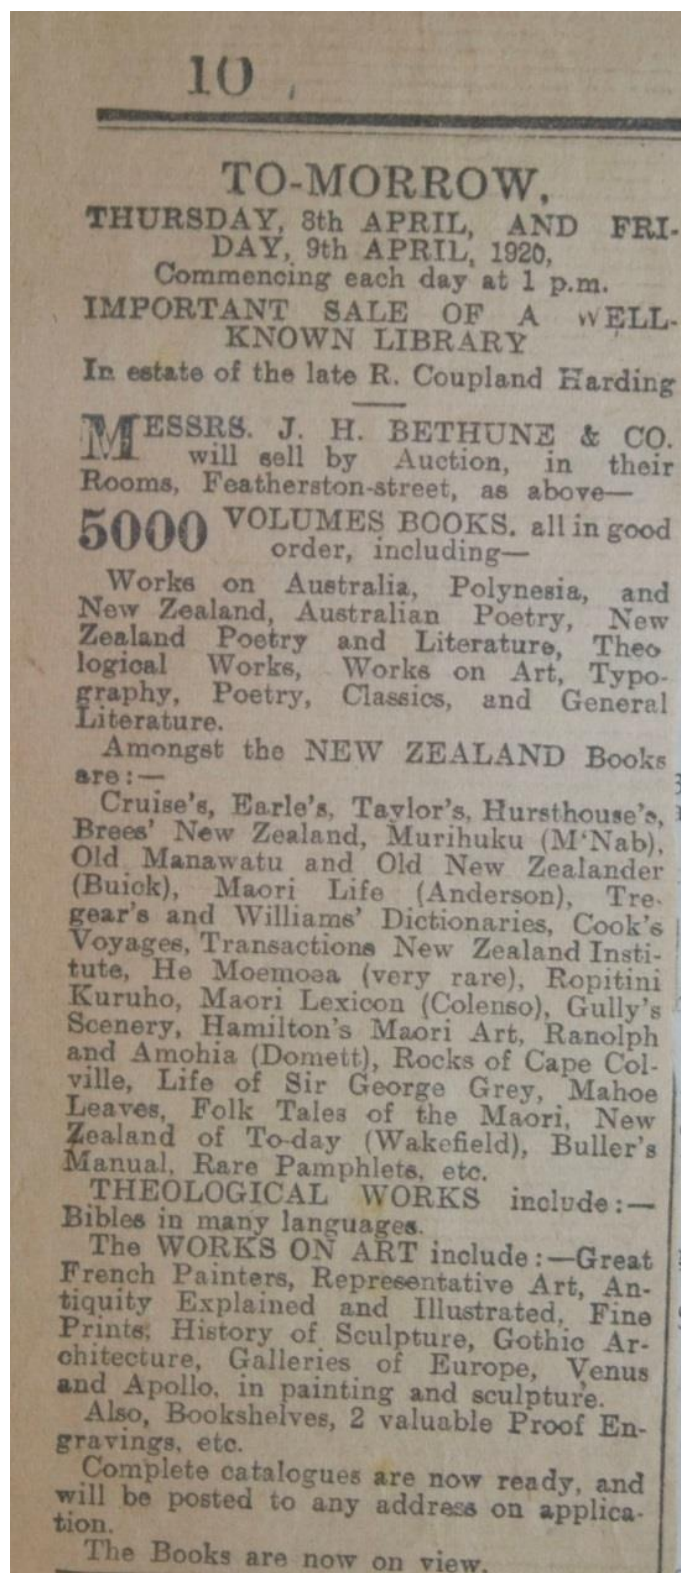 10
TO-MORROW,
THURSDAY, 8th APRIL, AND FRI-
DAY, 9th APRIL, 1920,
Commencing each day at 1 p.m.
IMPORTANT SALE OF A WELL-
KNOWN LIBRARY
In estate of the late R. Coupland Harding
MESSRS. J. H. BETHUNE & CO.
will sell by Auction, in their
Rooms, Featherston-street, as above—
5000 VOLUMES BOOKS, all in good
order, including—
Works on Australia, Polynesia, and
New Zealand, Australian Poetry, New
Zealand Poetry and Literature, Theo
logical Works, Works on Art, Typo-
graphy, Poetry, Classics, and General
Literature.
Amongst the NEW ZEALAND Books
are:—
Cruise's, Earle's, Taylor's, Hursthouse's,
Brees' New Zealand, Murihuku (M'Nab),
Old Manawatu and Old New Zealander
(Buick), Maori Life (Anderson), Tre-
gear's and Williams' Dictionaries, Cook's
Voyages, Transactions New Zealand Insti-
tute, He Moemoea (very rare), Ropitini
Kuruho, Maori Lexicon (Colenso), Gully's
Scenery, Hamilton's Maori Art, Ranolph
and Amohia (Domett), Rocks of Cape Col-
ville, Life of Sir George Grey, Mahoe
Leaves, Folk Tales of the Maori, New
Zealand of To-day (Wakefield), Buller's
Manual, Rare Pamphlets, etc.
THEOLOGICAL WORKS include:—
Bibles in many languages.
The WORKS ON ART include:—Great
French Painters, Representative Art, An-
tiquity Explained and Illustrated, Fine
Prints, History of Sculpture, Gothic Ar-
chitecture, Galleries of Europe, Venus
and Apollo, in painting and sculpture.
Also, Bookshelves, 2 valuable Proof En-
gravings, etc.
Complete catalogues are now ready, and
will be posted to any address on applica-
tion.
The Books are now on view.